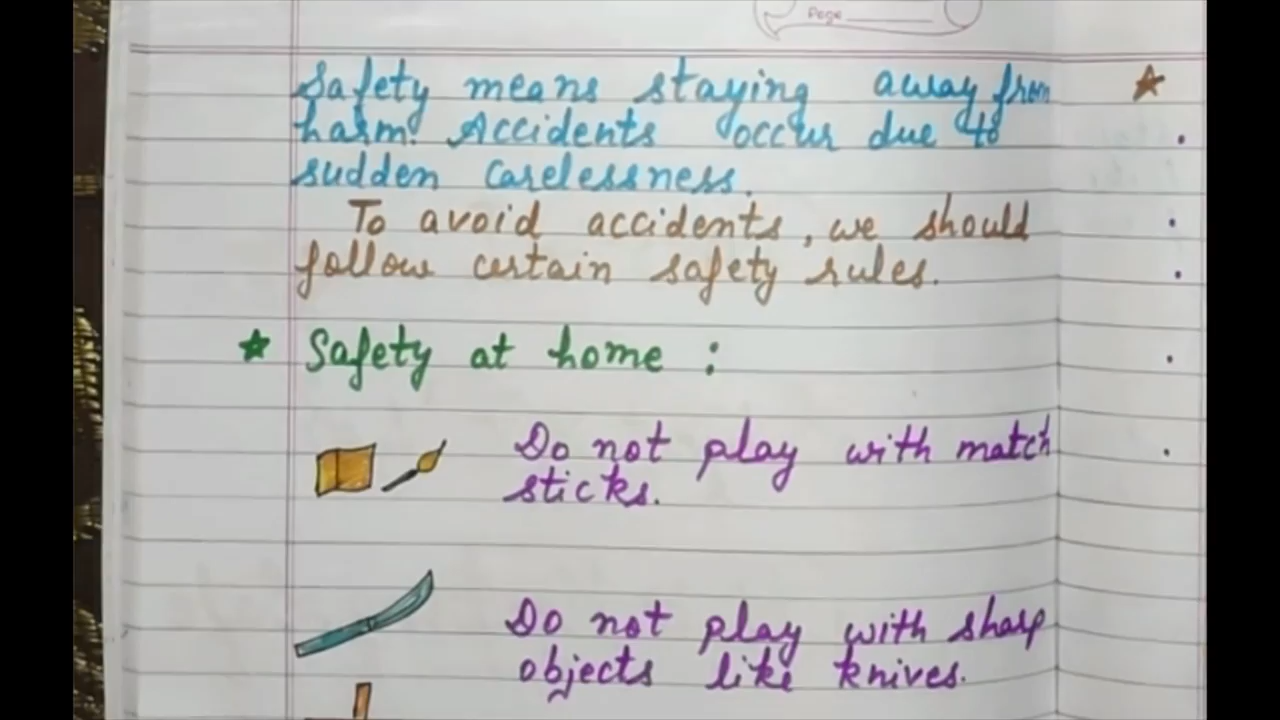 Page
Safety means staying away from
harm. Accidents occur due to
sudden carelessness.
To avoid accidents, we should
follow certain safety rules.
Safety at home :
Do not play with match
sticks.
Do not play with sharp
objects like knives.